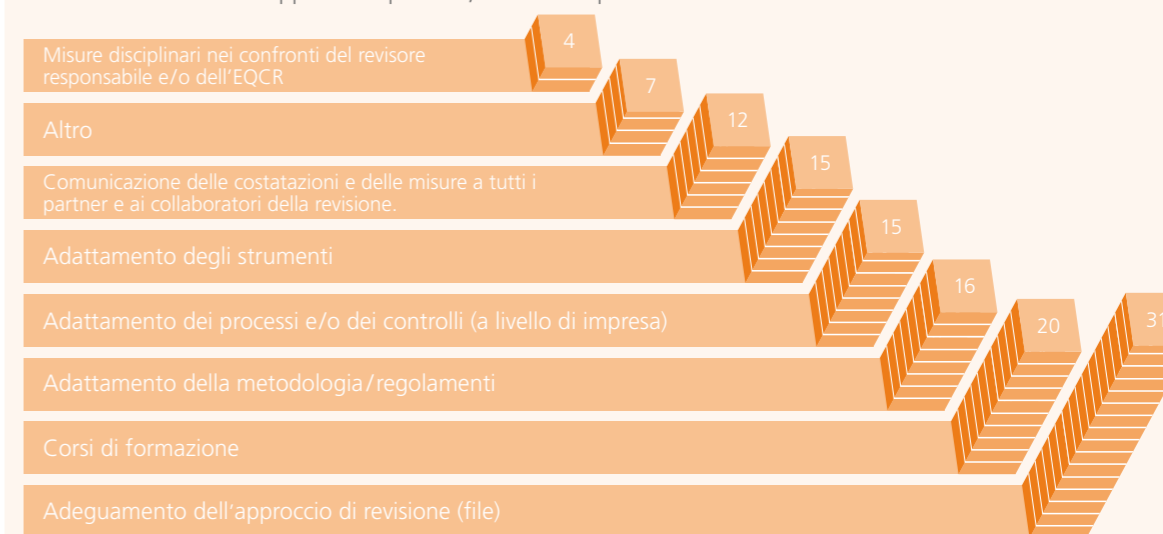 4
Misure disciplinari nei confronti del revisore
responsabile e/o dell'EQCR
7
Altro
12
Comunicazione delle costatazioni e delle misure a tutti i
partner e ai collaboratori della revisione.
15
Adattamento degli strumenti
15
Adattamento dei processi e/o dei controlli (a livello di impresa)
16
Adattamento della metodologia/regolamenti
20
Corsi di formazione
31
Adeguamento dell'approccio di revisione (file)